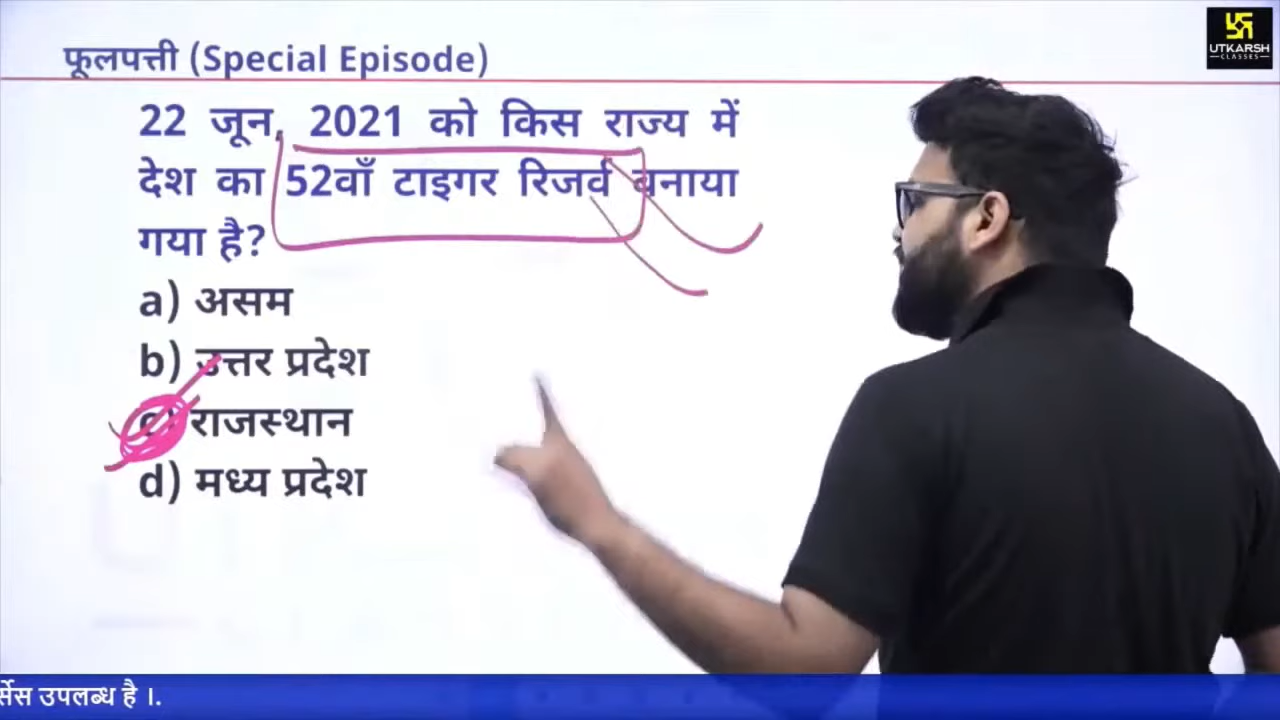 फूलपत्ती (Special Episode)
UTKARSH
CLASSES
22 जून, 2021 को किस राज्य में
देश का 52वाँ टाइगर रिजर्व बनाया
गया है?
a) असम
b) उत्तर प्रदेश
c) राजस्थान
d) मध्य प्रदेश
उपलब्ध है ।.